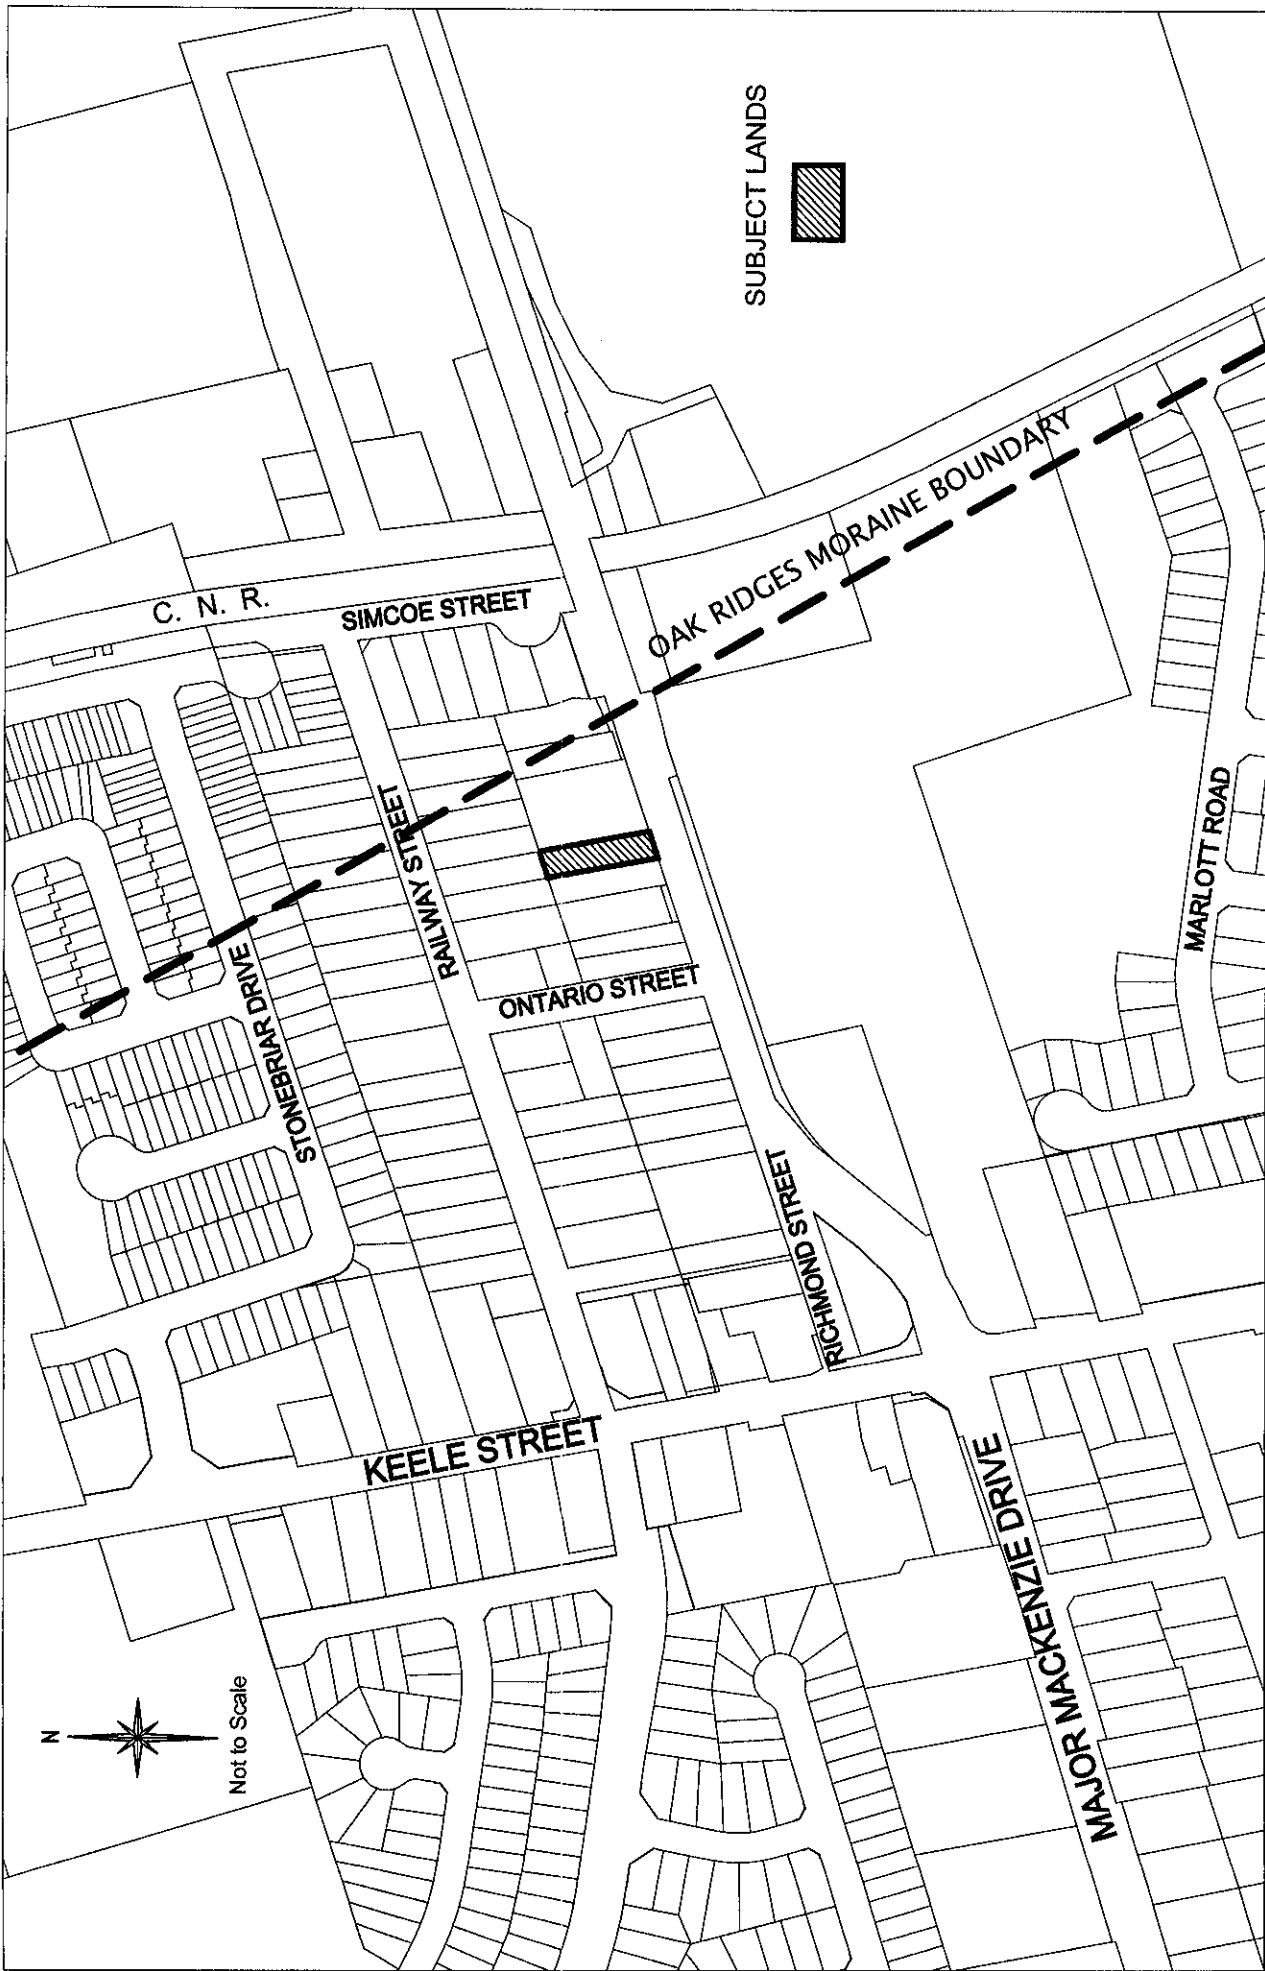 N
Not to Scale
KEELE STREET
STONEBRIAR DRIVE
RAILWAY STREET
C. N. R.
SIMCOE STREET
ONTARIO STREET
RICHMOND STREET
MAJOR MACKENZIE DRIVE
OAK RIDGES MORAINE BOUNDARY
MARLOTT ROAD
SUBJECT LANDS